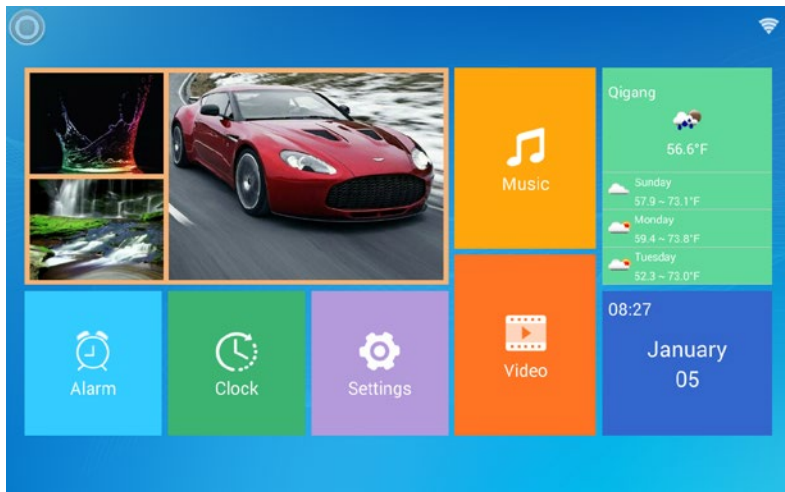 Music
Qigang
56.6°F
Sunday
57.9 ~ 73.1°F
Monday
59.4 ~ 73.8°F
Tuesday
52.3 ~ 73.0°F
Alarm
Clock
Settings
Video
08:27
January
05